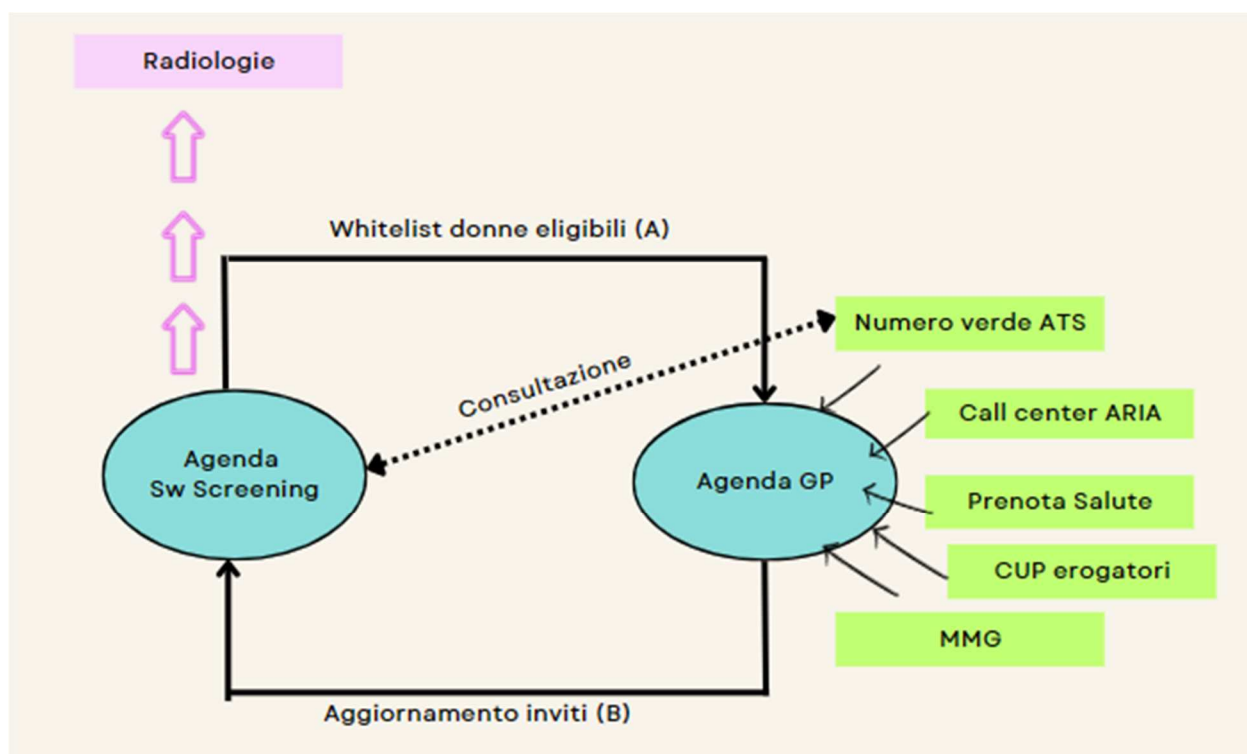 Radiologie
Whitelist donne eligibili (A)
Numero verde ATS
Consultazione
Call center ARIA
Agenda
Sw Screening
Agenda GP
Prenota Salute
CUP erogatori
MMG
Aggiornamento inviti (B)